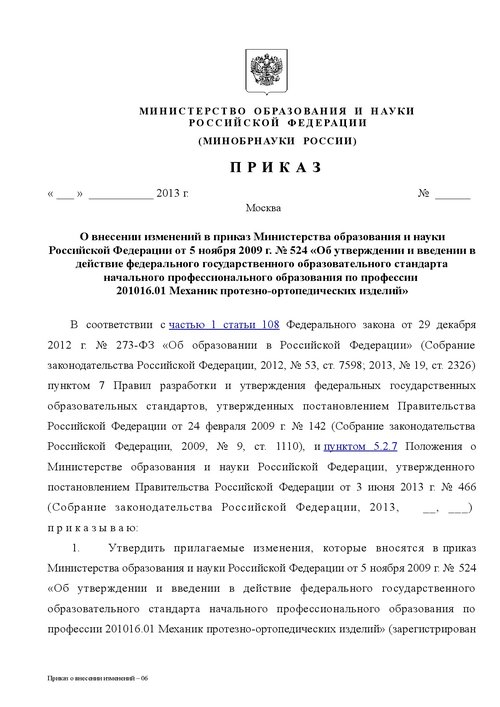 МИНИСТЕРСТВО ОБРАЗОВАНИЯ И НАУКИ
РОССИЙСКОЙ ФЕДЕРАЦИИ
(МИНОБРНАУКИ РОССИИ)
ПРИКАЗ
« ___ » ___________ 2013 г. № ______
Москва
О внесении изменений в приказ Министерства образования и науки
Российской Федерации от 5 ноября 2009 г. № 524 «Об утверждении и введении в
действие федерального государственного образовательного стандарта
начального профессионального образования по профессии
201016.01 Механик протезно-ортопедических изделий»
В соответствии с частью 1 статьи 108 Федерального закона от 29 декабря
2012 г. № 273-ФЗ «Об образовании в Российской Федерации» (Собрание
законодательства Российской Федерации, 2012, № 53, ст. 7598; 2013, № 19, ст. 2326)
пунктом 7 Правил разработки и утверждения федеральных государственных
образовательных стандартов, утвержденных постановлением Правительства
Российской Федерации от 24 февраля 2009 г. № 142 (Собрание законодательства
Российской Федерации, 2009, № 9, ст. 1110), и пунктом 5.2.7 Положения о
Министерстве образования и науки Российской Федерации, утвержденного
постановлением Правительства Российской Федерации от 3 июня 2013 г. № 466
(Собрание законодательства Российской Федерации, 2013, __, ___)
приказываю:
1. Утвердить прилагаемые изменения, которые вносятся в приказ
Министерства образования и науки Российской Федерации от 5 ноября 2009 г. № 524
«Об утверждении и введении в действие федерального государственного
образовательного стандарта начального профессионального образования по
профессии 201016.01 Механик протезно-ортопедических изделий» (зарегистрирован
Приказ о внесении изменений – 06